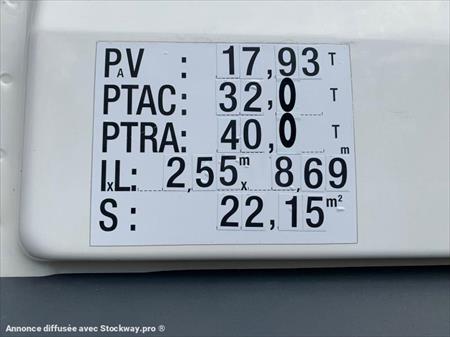 PAV : 17,93 T
PTAC: 32,0 T
PTRA: 40,0 T
lxL: 2,55 m x 8,69 m
S : 22,15 m²
Annonce diffusée avec Stockway.pro ®